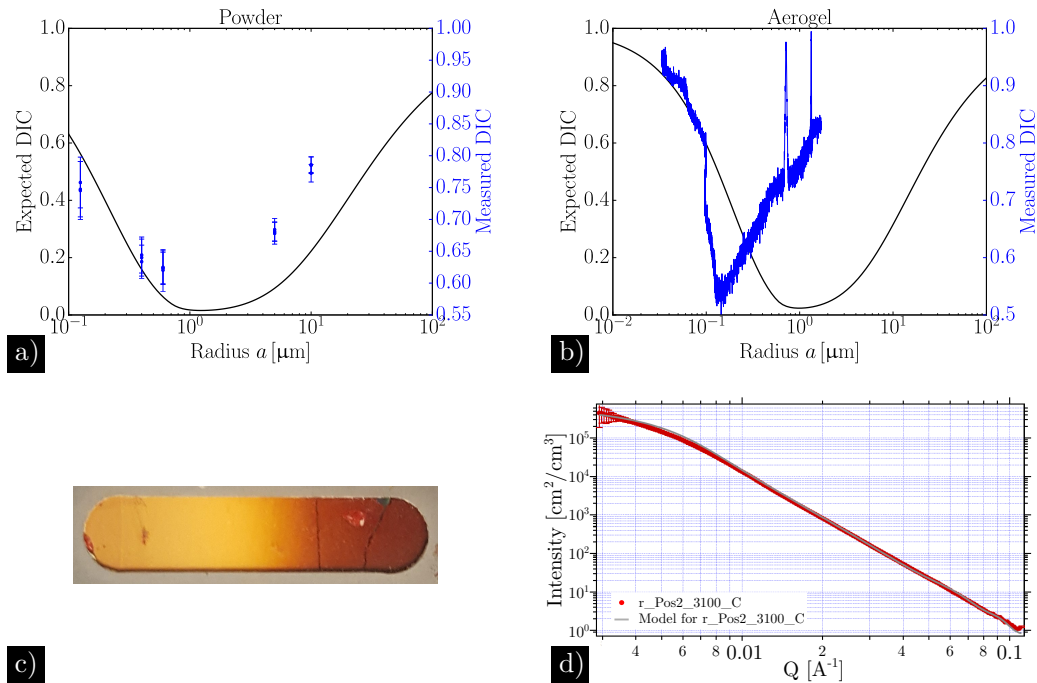 Powder
1.0
0.8
0.6
0.4
0.2
0.0
Expected DIC
1.00
0.95
0.90
0.85
0.80
0.75
0.70
0.65
0.60
0.55
Measured DIC
10⁻¹ 10⁰ 10¹ 10²
Radius a [μm]
a)
Aerogel
1.0
0.8
0.6
0.4
0.2
0.0
Expected DIC
1.0
0.9
0.8
0.7
0.6
0.5
Measured DIC
10⁻² 10⁻¹ 10⁰ 10¹ 10²
Radius a [μm]
b)
c)
Intensity [cm²/cm³]
10⁵
10⁴
10³
10²
10¹
10⁰
r_Pos2_3100_C
Model for r_Pos2_3100_C
4 6 8 0.01 2 4 6 8 0.1
Q [A⁻¹]
d)